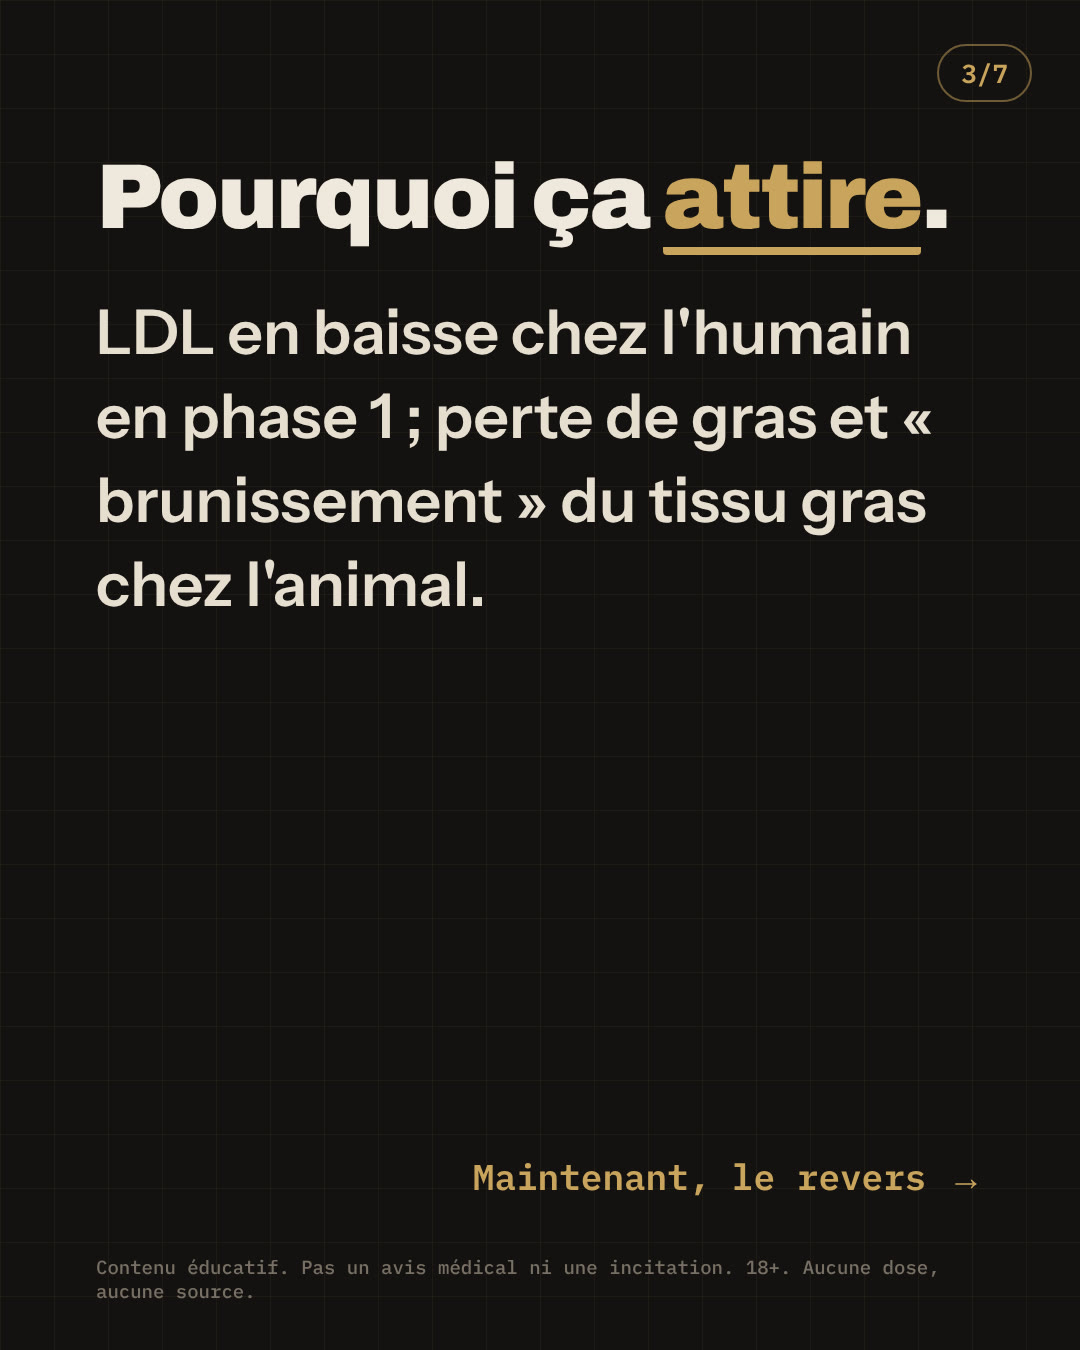 3/7
Pourquoi ça attire.
LDL en baisse chez l'humain
en phase 1 ; perte de gras et «
brunissement » du tissu gras
chez l'animal.
Maintenant, le revers →
Contenu éducatif. Pas un avis médical ni une incitation. 18+. Aucune dose,
aucune source.